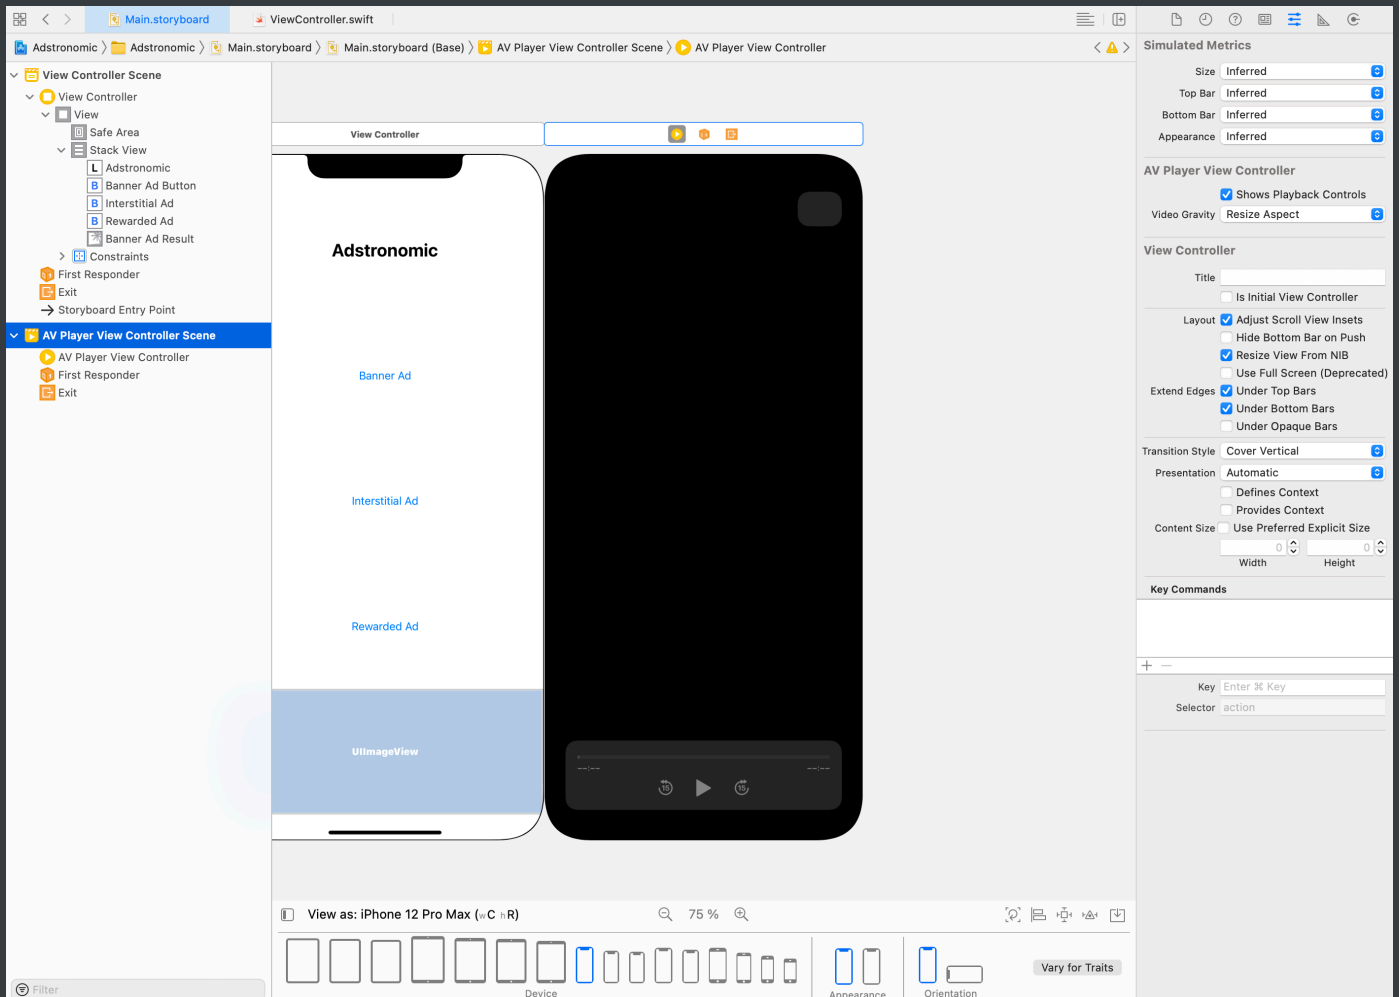 Main.storyboard
ViewController.swift
Adstronomic
Adstronomic
Main.storyboard
Main.storyboard (Base)
AV Player View Controller Scene
AV Player View Controller
View Controller Scene
View Controller
View
Safe Area
Stack View
L Adstronomic
B Banner Ad Button
B Interstitial Ad
B Rewarded Ad
Banner Ad Result
Constraints
First Responder
Exit
Storyboard Entry Point
AV Player View Controller Scene
AV Player View Controller
First Responder
Exit
Filter
View Controller
Adstronomic
Banner Ad
Interstitial Ad
Rewarded Ad
UIImageView
--:--
--:--
15
15
View as: iPhone 12 Pro Max (wC hR)
75 %
Device
Appearance
Orientation
Vary for Traits
Simulated Metrics
Size Inferred
Top Bar Inferred
Bottom Bar Inferred
Appearance Inferred
AV Player View Controller
Shows Playback Controls
Video Gravity Resize Aspect
View Controller
Title
Is Initial View Controller
Layout Adjust Scroll View Insets
Hide Bottom Bar on Push
Resize View From NIB
Use Full Screen (Deprecated)
Extend Edges Under Top Bars
Under Bottom Bars
Under Opaque Bars
Transition Style Cover Vertical
Presentation Automatic
Defines Context
Provides Context
Content Size Use Preferred Explicit Size
0 0
Width Height
Key Commands
Key Enter ⌘ Key
Selector action